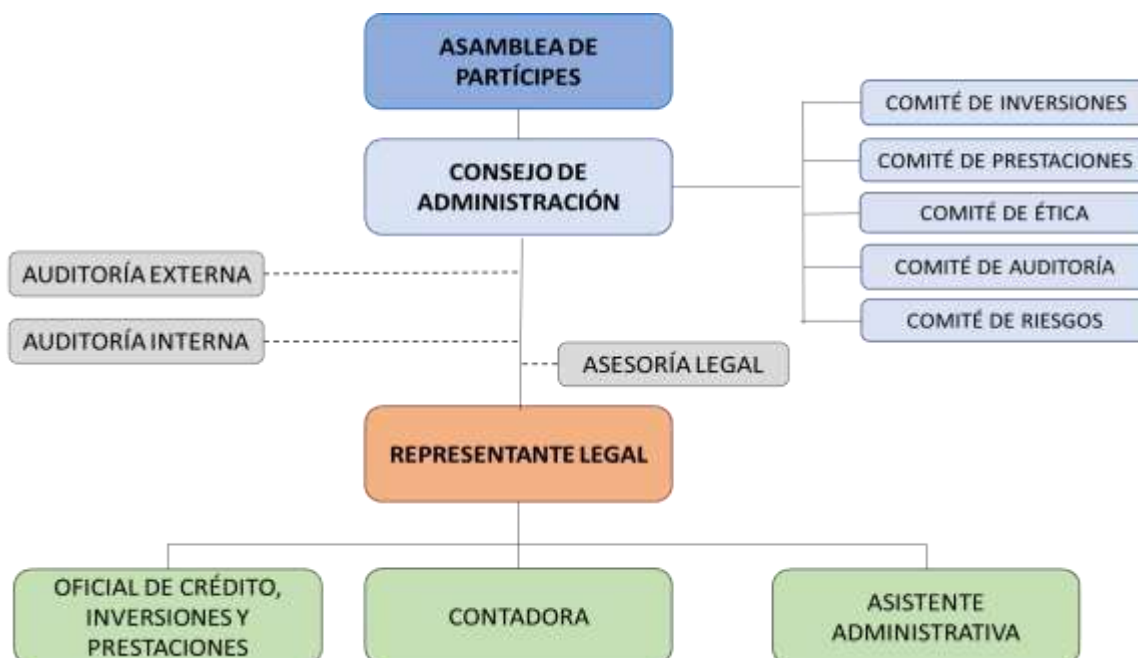 ASAMBLEA DE
PARTÍCIPES
COMITÉ DE INVERSIONES
CONSEJO DE
ADMINISTRACIÓN
COMITÉ DE PRESTACIONES
COMITÉ DE ÉTICA
COMITÉ DE AUDITORÍA
COMITÉ DE RIESGOS
AUDITORÍA EXTERNA
AUDITORÍA INTERNA
ASESORÍA LEGAL
REPRESENTANTE LEGAL
OFICIAL DE CRÉDITO,
INVERSIONES Y
PRESTACIONES
CONTADORA
ASISTENTE
ADMINISTRATIVA